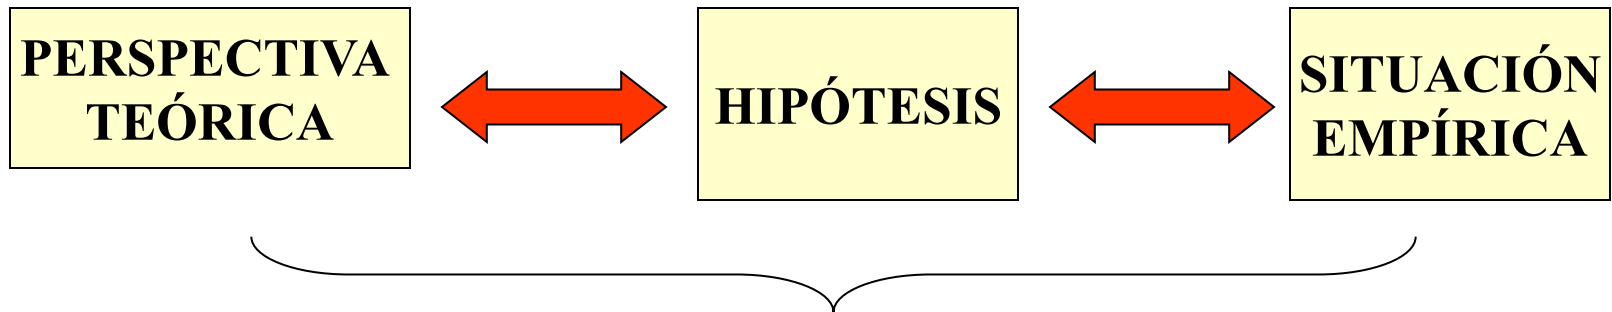 PERSPECTIVA
TEÓRICA
HIPÓTESIS
SITUACIÓN
EMPÍRICA